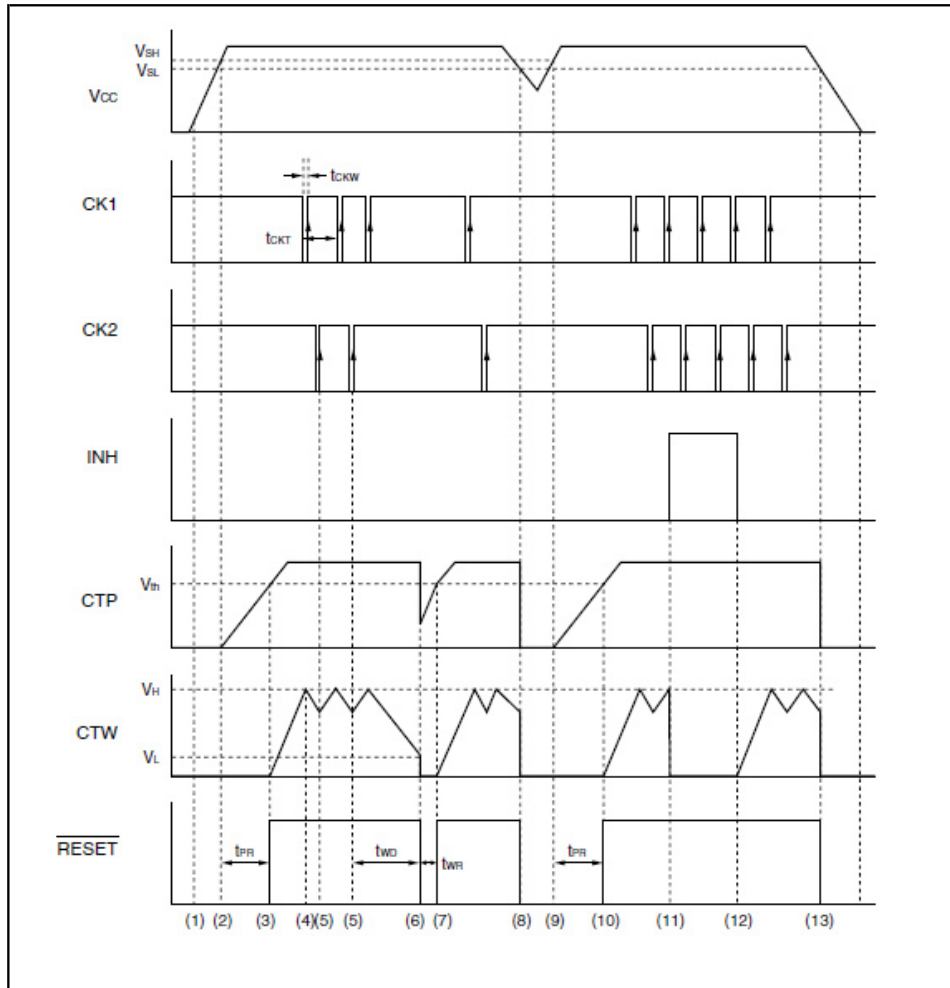 VSH
VSL
VCC
tCKW
CK1
tCKT
CK2
INH
Vth
CTP
VH
CTW
VL
RESET
tPR
tWD
tWR
tPR
(1) (2) (3) (4) (5) (5) (6) (7) (8) (9) (10) (11) (12) (13)